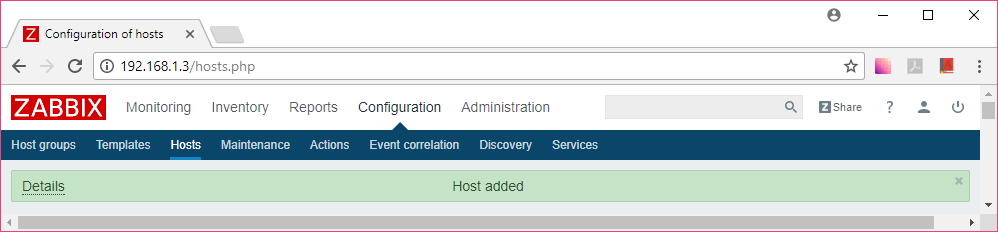 Z Configuration of hosts
192.168.1.3/hosts.php
ZABBIX Monitoring Inventory Reports Configuration Administration Z Share ?
Host groups Templates Hosts Maintenance Actions Event correlation Discovery Services
Details Host added